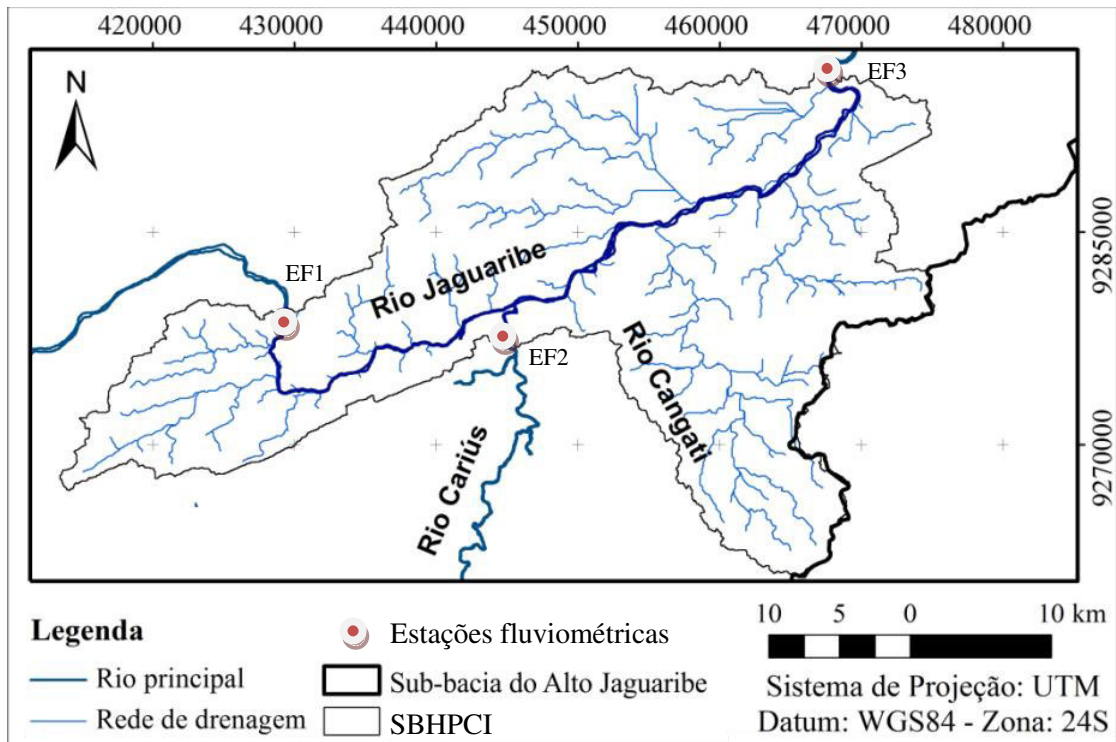 420000 430000 440000 450000 460000 470000 480000
N
EF3
9285000
EF1
Rio Jaguaribe
EF2
Rio Cangati
Rio Cariús
9270000
Legenda
Rio principal
Rede de drenagem
Estações fluviométricas
Sub-bacia do Alto Jaguaribe
SBHPCI
10 5 0 10 km
Sistema de Projeção: UTM
Datum: WGS84 - Zona: 24S